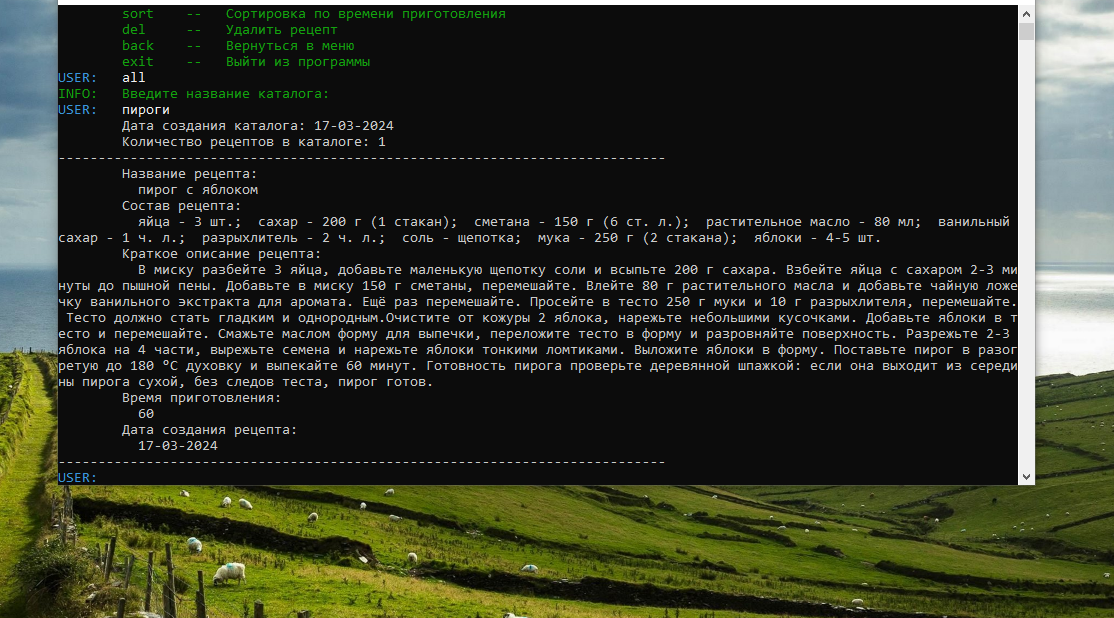 sort -- Сортировка по времени приготовления
del -- Удалить рецепт
back -- Вернуться в меню
exit -- Выйти из программы
USER: all
INFO: Введите название каталога:
USER: пироги
Дата создания каталога: 17-03-2024
Количество рецептов в каталоге: 1
----------------------------------------------------------------------------
Название рецепта:
пирог с яблоком
Состав рецепта:
яйца - 3 шт.; сахар - 200 г (1 стакан); сметана - 150 г (6 ст. л.); растительное масло - 80 мл; ванильный
сахар - 1 ч. л.; разрыхлитель - 2 ч. л.; соль - щепотка; мука - 250 г (2 стакана); яблоки - 4-5 шт.
Краткое описание рецепта:
В миску разбейте 3 яйца, добавьте маленькую щепотку соли и всыпьте 200 г сахара. Взбейте яйца с сахаром 2-3 ми
нуты до пышной пены. Добавьте в миску 150 г сметаны, перемешайте. Влейте 80 г растительного масла и добавьте чайную ложе
чку ванильного экстракта для аромата. Ещё раз перемешайте. Просейте в тесто 250 г муки и 10 г разрыхлителя, перемешайте.
Тесто должно стать гладким и однородным.Очистите от кожуры 2 яблока, нарежьте небольшими кусочками. Добавьте яблоки в т
есто и перемешайте. Смажьте маслом форму для выпечки, переложите тесто в форму и разровняйте поверхность. Разрежьте 2-3
яблока на 4 части, вырежьте семена и нарежьте яблоки тонкими ломтиками. Выложите яблоки в форму. Поставьте пирог в разог
ретую до 180 °C духовку и выпекайте 60 минут. Готовность пирога проверьте деревянной шпажкой: если она выходит из середи
ны пирога сухой, без следов теста, пирог готов.
Время приготовления:
60
Дата создания рецепта:
17-03-2024
----------------------------------------------------------------------------
USER: